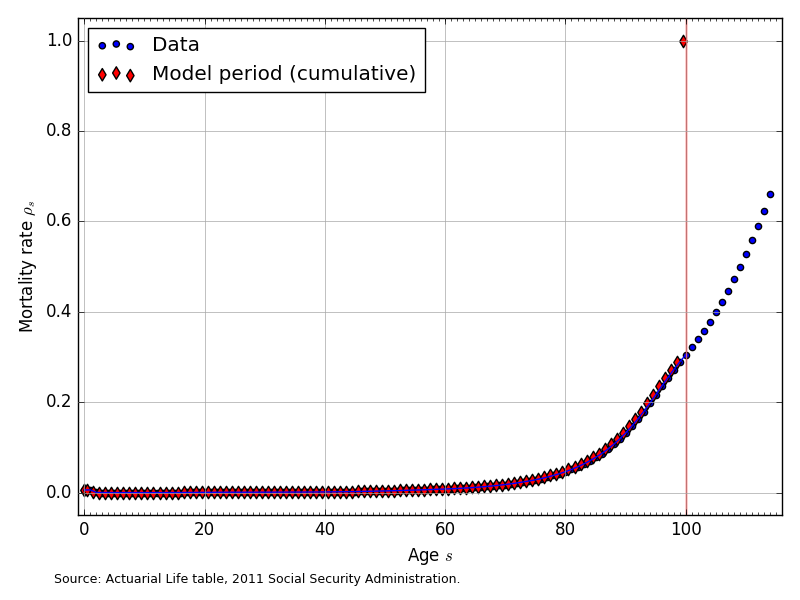 1.0
Data
Model period (cumulative)
0.8
0.6
0.4
0.2
0.0
Mortality rate ρₛ
0 20 40 60 80 100
Age s
Source: Actuarial Life table, 2011 Social Security Administration.